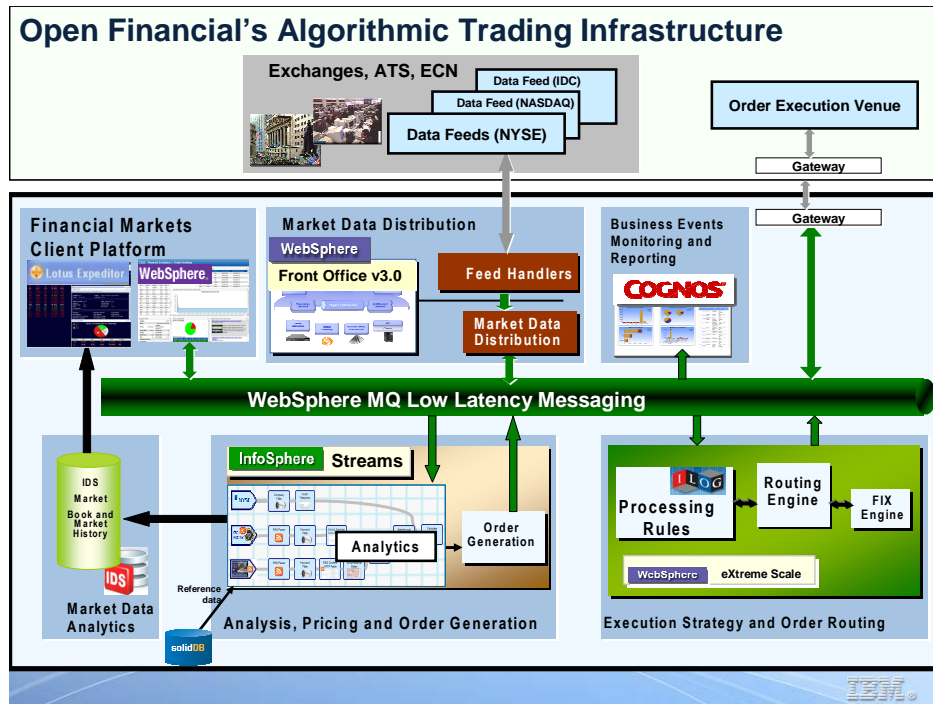 Open Financial's Algorithmic Trading Infrastructure
Exchanges, ATS, ECN
Data Feed (IDC)
Data Feed (NASDAQ)
Data Feeds (NYSE)
Order Execution Venue
Gateway
Gateway
Financial Markets
Client Platform
Lotus Expeditor
WebSphere.
Market Data Distribution
WebSphere
Front Office v3.0
Feed Handlers
Market Data
Distribution
Business Events
Monitoring and
Reporting
COGNOS
WebSphere MQ Low Latency Messaging
IDS
Market
Book and
Market
History
IDS
Market Data
Analytics
InfoSphere
Streams
NYSE
Analytics
Order
Generation
Reference
data
solidDB
Analysis, Pricing and Order Generation
ILOG
Processing
Rules
Routing
Engine
FIX
Engine
WebSphere
eXtreme Scale
Execution Strategy and Order Routing
IBM ®